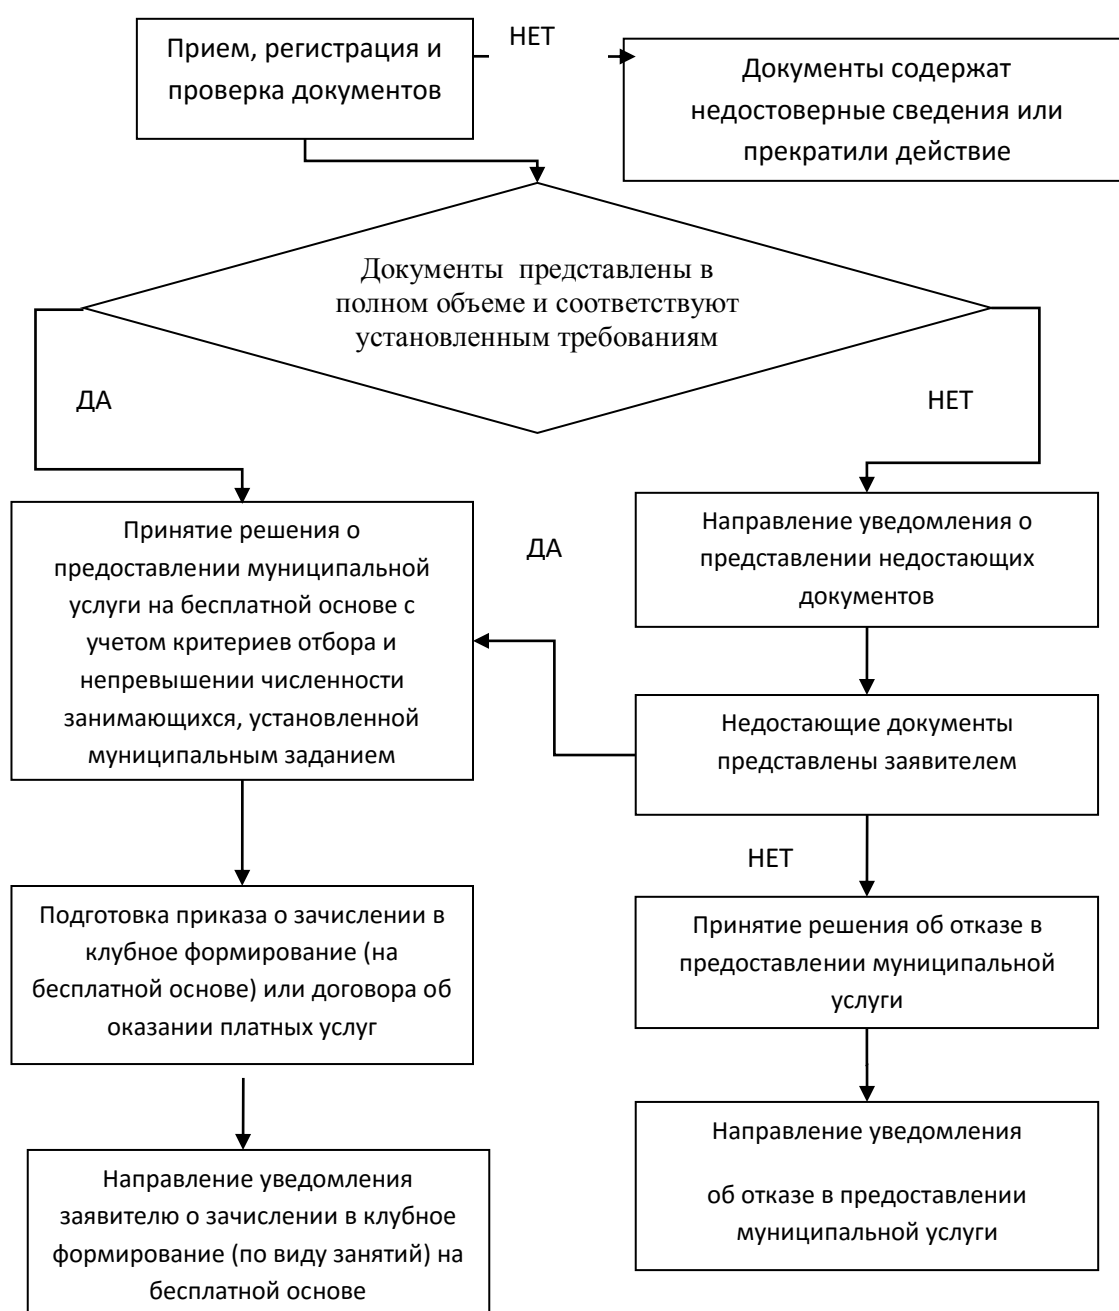 Прием, регистрация и
проверка документов
НЕТ
Документы содержат
недостоверные сведения или
прекратили действие
Документы представлены в
полном объеме и соответствуют
установленным требованиям
ДА
НЕТ
Принятие решения о
предоставлении муниципальной
услуги на бесплатной основе с
учетом критериев отбора и
непревышении численности
занимающихся, установленной
муниципальным заданием
ДА
Направление уведомления о
представлении недостающих
документов
Недостающие документы
представлены заявителем
НЕТ
Подготовка приказа о зачислении в
клубное формирование (на
бесплатной основе) или договора об
оказании платных услуг
Принятие решения об отказе в
предоставлении муниципальной
услуги
Направление уведомления
заявителю о зачислении в клубное
формирование (по виду занятий) на
бесплатной основе
Направление уведомления
об отказе в предоставлении
муниципальной услуги